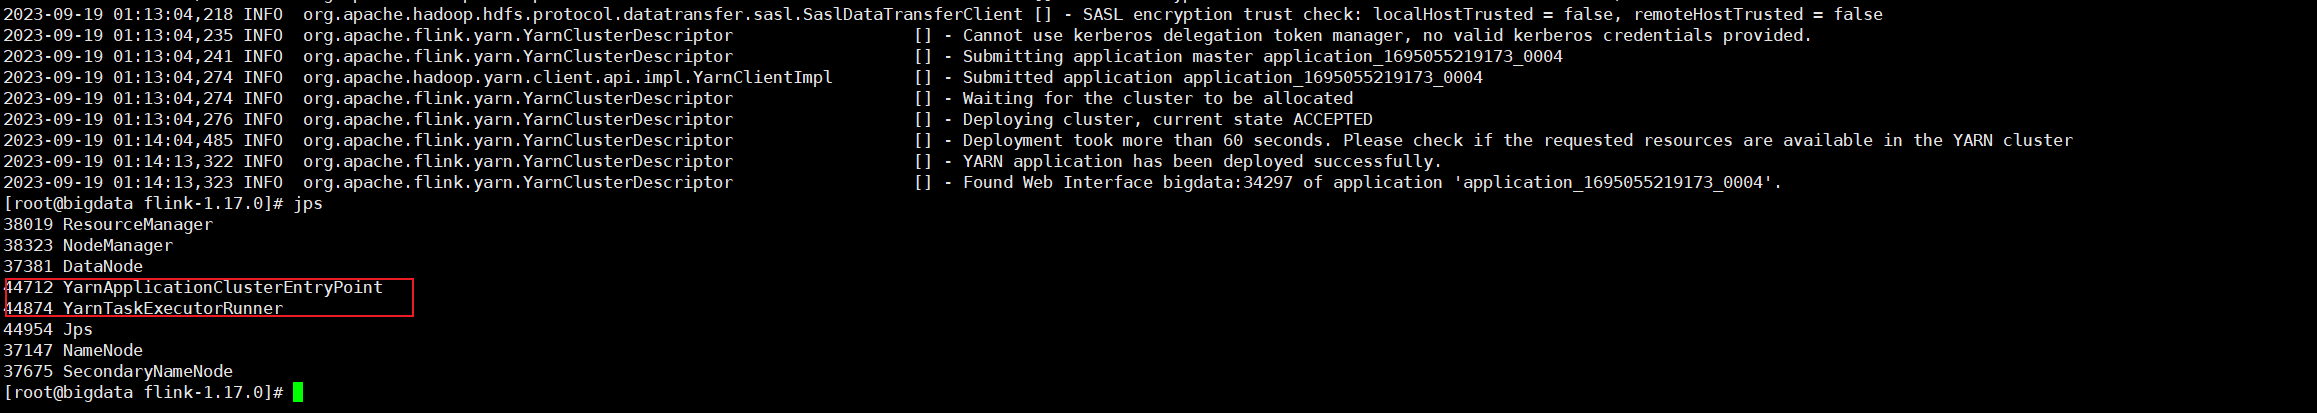 2023-09-19 01:13:04,218 INFO  org.apache.hadoop.hdfs.protocol.datatransfer.sasl.SaslDataTransferClient [] - SASL encryption trust check: localHostTrusted = false, remoteHostTrusted = false
2023-09-19 01:13:04,235 INFO  org.apache.flink.yarn.YarnClusterDescriptor                  [] - Cannot use kerberos delegation token manager, no valid kerberos credentials provided.
2023-09-19 01:13:04,241 INFO  org.apache.flink.yarn.YarnClusterDescriptor                  [] - Submitting application master application_1695055219173_0004
2023-09-19 01:13:04,274 INFO  org.apache.hadoop.yarn.client.api.impl.YarnClientImpl        [] - Submitted application application_1695055219173_0004
2023-09-19 01:13:04,274 INFO  org.apache.flink.yarn.YarnClusterDescriptor                  [] - Waiting for the cluster to be allocated
2023-09-19 01:13:04,276 INFO  org.apache.flink.yarn.YarnClusterDescriptor                  [] - Deploying cluster, current state ACCEPTED
2023-09-19 01:14:04,485 INFO  org.apache.flink.yarn.YarnClusterDescriptor                  [] - Deployment took more than 60 seconds. Please check if the requested resources are available in the YARN cluster
2023-09-19 01:14:13,322 INFO  org.apache.flink.yarn.YarnClusterDescriptor                  [] - YARN application has been deployed successfully.
2023-09-19 01:14:13,323 INFO  org.apache.flink.yarn.YarnClusterDescriptor                  [] - Found Web Interface bigdata:34297 of application 'application_1695055219173_0004'.
[root@bigdata flink-1.17.0]# jps
38019 ResourceManager
38323 NodeManager
37381 DataNode
44712 YarnApplicationClusterEntryPoint
44874 YarnTaskExecutorRunner
44954 Jps
37147 NameNode
37675 SecondaryNameNode
[root@bigdata flink-1.17.0]#